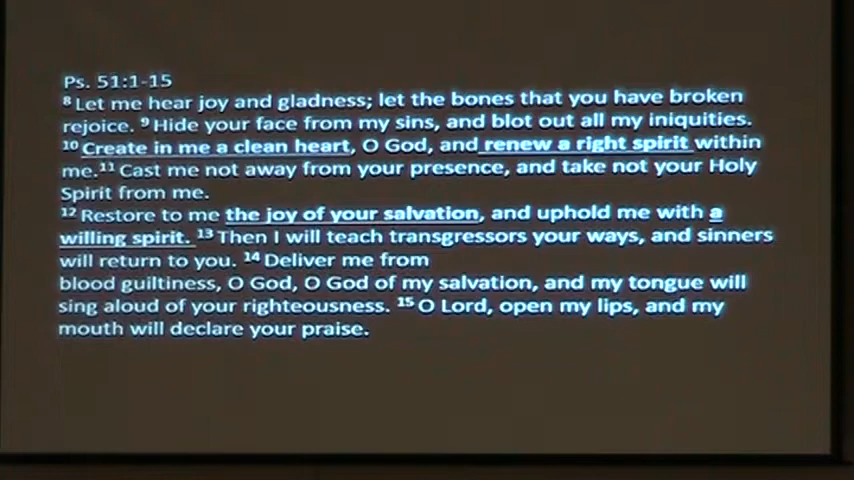 Ps. 51:1-15
⁸ Let me hear joy and gladness; let the bones that you have broken
rejoice. ⁹ Hide your face from my sins, and blot out all my iniquities.
¹⁰ Create in me a clean heart, O God, and renew a right spirit within
me.¹¹ Cast me not away from your presence, and take not your Holy
Spirit from me.
¹² Restore to me the joy of your salvation, and uphold me with a
willing spirit. ¹³ Then I will teach transgressors your ways, and sinners
will return to you. ¹⁴ Deliver me from
blood guiltiness, O God, O God of my salvation, and my tongue will
sing aloud of your righteousness. ¹⁵ O Lord, open my lips, and my
mouth will declare your praise.